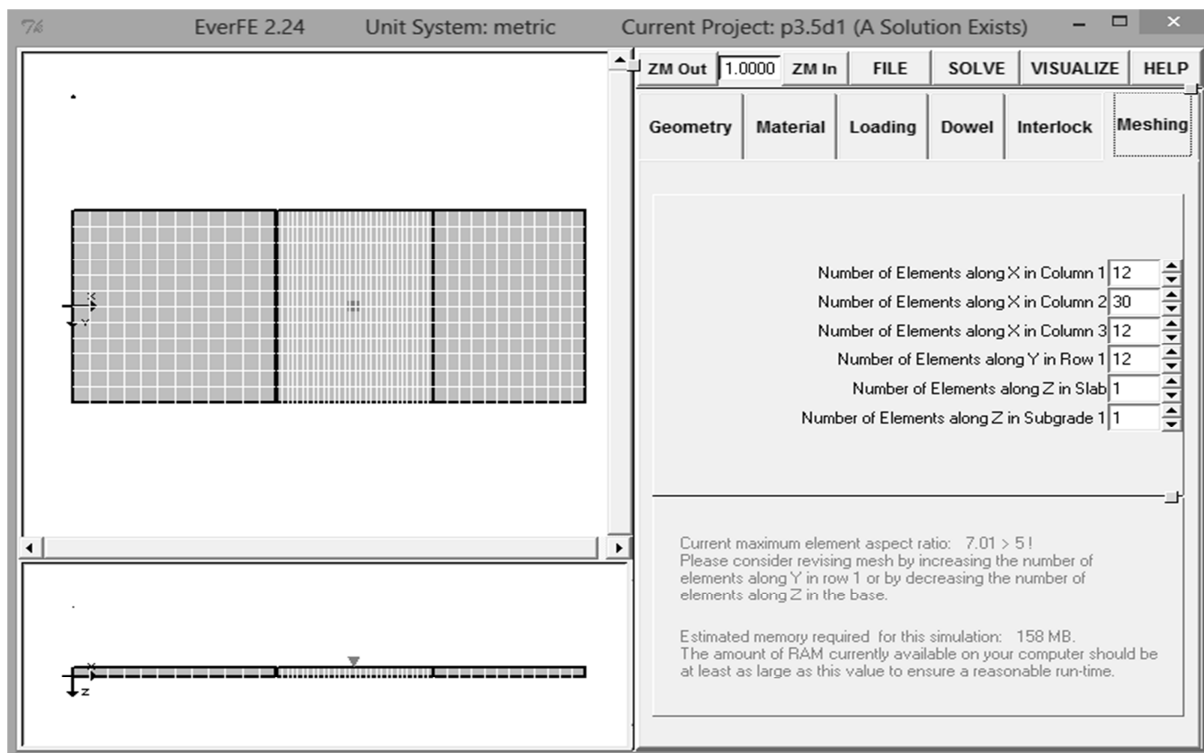 EverFE 2.24 Unit System: metric Current Project: p3.5d1 (A Solution Exists)
ZM Out 1.0000 ZM In FILE SOLVE VISUALIZE HELP
Geometry Material Loading Dowel Interlock Meshing
Number of Elements along X in Column 1 12
Number of Elements along X in Column 2 30
Number of Elements along X in Column 3 12
Number of Elements along Y in Row 1 12
Number of Elements along Z in Slab 1
Number of Elements along Z in Subgrade 1 1
Current maximum element aspect ratio: 7.01 > 5 !
Please consider revising mesh by increasing the number of
elements along Y in row 1 or by decreasing the number of
elements along Z in the base.
Estimated memory required for this simulation: 158 MB.
The amount of RAM currently available on your computer should be
at least as large as this value to ensure a reasonable run-time.
X
Y
X
Z